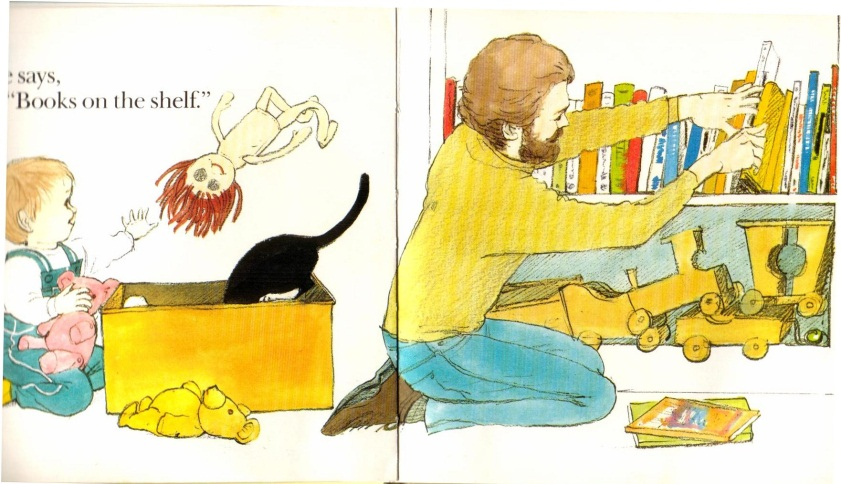 e says,
“Books on the shelf.”